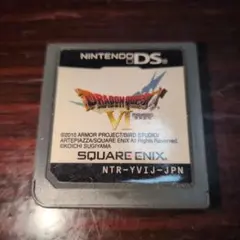 NINTENDO DS
DRAGON QUEST
VI
©2010 ARMOR PROJECT/BIRD STUDIO/
ARTEPIAZZA/SQUARE ENIX All Rights Reserved.
©KOICHI SUGIYAMA
SQUARE ENIX
NTR-YVIJ-JPN